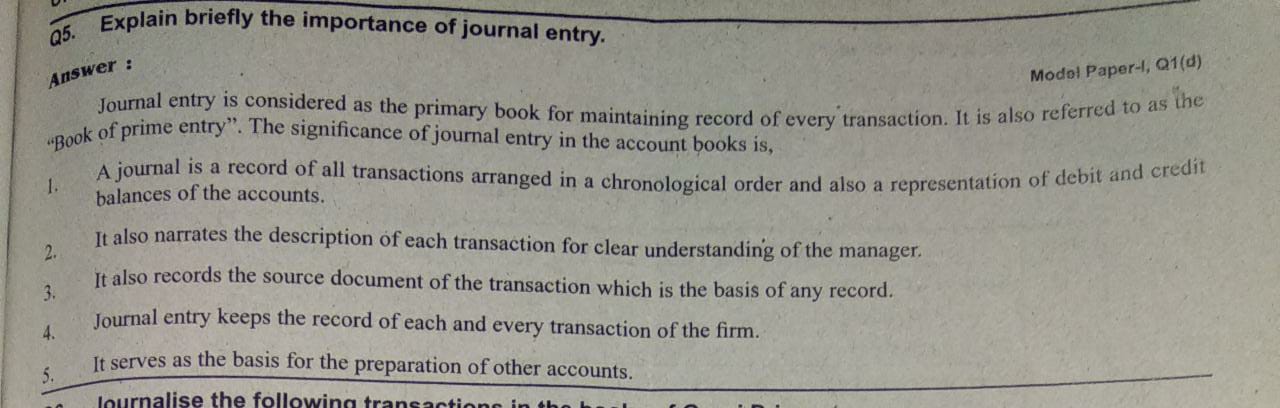 Q5. Explain briefly the importance of journal entry.
Answer :
Model Paper-I, Q1(d)
Journal entry is considered as the primary book for maintaining record of every transaction. It is also referred to as the
“Book of prime entry”. The significance of journal entry in the account books is,
1. A journal is a record of all transactions arranged in a chronological order and also a representation of debit and credit
balances of the accounts.
2. It also narrates the description of each transaction for clear understanding of the manager.
3. It also records the source document of the transaction which is the basis of any record.
4. Journal entry keeps the record of each and every transaction of the firm.
5. It serves as the basis for the preparation of other accounts.
Journalise the following transactions in the